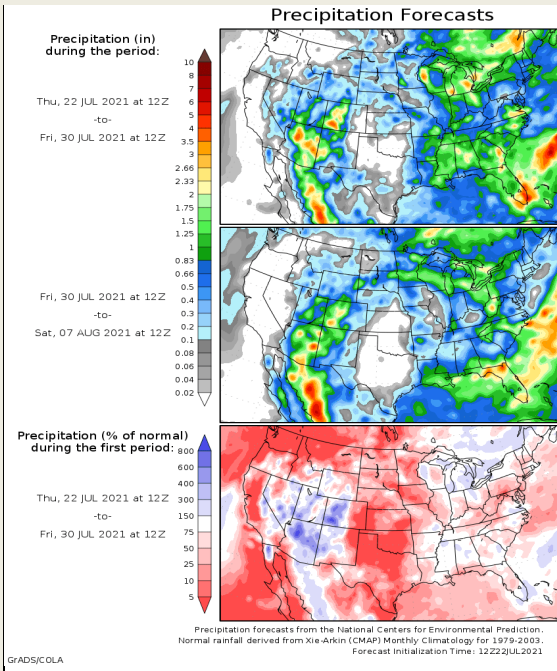 Precipitation Forecasts
Precipitation (in)
during the period:
Thu, 22 JUL 2021 at 12Z
-to-
Fri, 30 JUL 2021 at 12Z
10
8
7
6
5
4
3.5
3
2.66
2.33
2
1.75
1.5
1.25
1
0.83
0.66
0.5
0.4
0.3
0.2
0.1
0.08
0.06
0.04
0.02
Fri, 30 JUL 2021 at 12Z
-to-
Sat, 07 AUG 2021 at 12Z
Precipitation (% of normal)
during the first period:
Thu, 22 JUL 2021 at 12Z
-to-
Fri, 30 JUL 2021 at 12Z
800
600
400
300
150
75
50
25
10
5
Precipitation forecasts from the National Centers for Environmental Prediction.
Normal rainfall derived from Xie-Arkin (CMAP) Monthly Climatology for 1979-2003.
Forecast Initialization Time: 12Z22JUL2021
GrADS/COLA